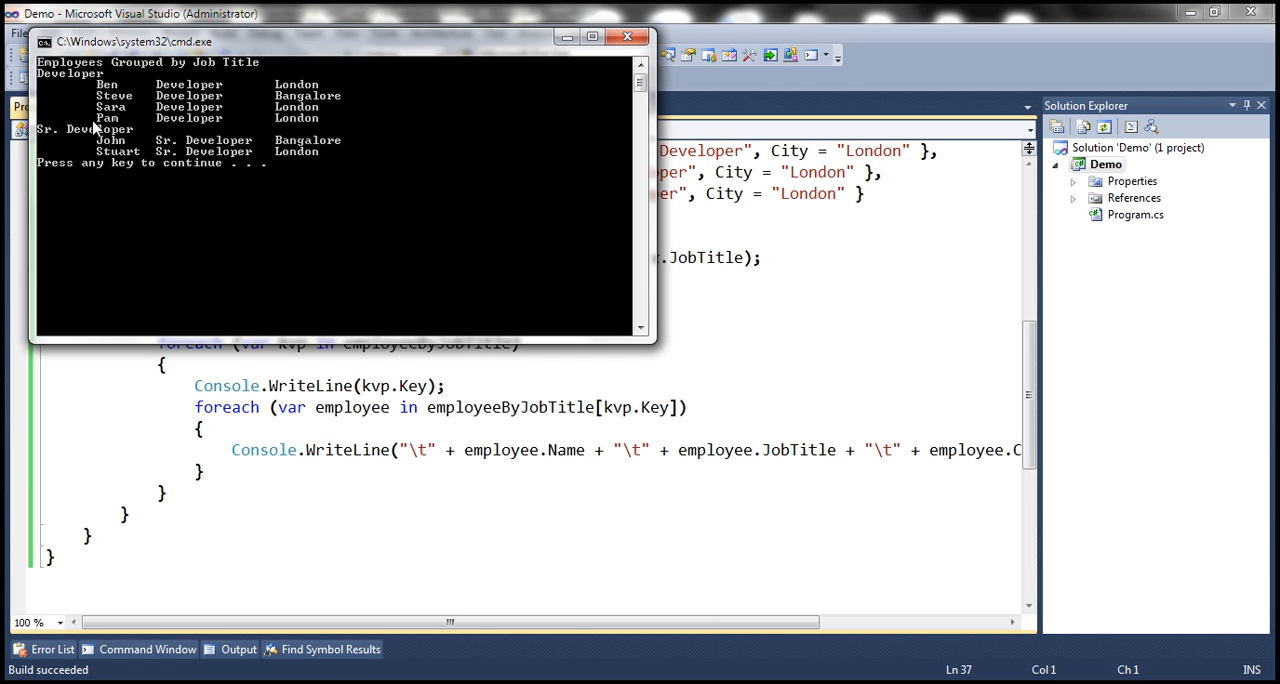 Demo - Microsoft Visual Studio (Administrator)
C:\Windows\system32\cmd.exe
Employees Grouped by Job Title
Developer
Ben Developer London
Steve Developer Bangalore
Sara Developer London
Pam Developer London
Sr. Developer
John Sr. Developer Bangalore
Stuart Sr. Developer London
Press any key to continue . . .
Developer", City = "London" },
per", City = "London" },
er", City = "London" }
.JobTitle);
foreach (var kvp in employeeByJobTitle)
{
Console.WriteLine(kvp.Key);
foreach (var employee in employeeByJobTitle[kvp.Key])
{
Console.WriteLine("\t" + employee.Name + "\t" + employee.JobTitle + "\t" + employee.C
}
}
}
}
}
100 %
Solution Explorer
Solution 'Demo' (1 project)
Demo
Properties
References
Program.cs
Error List Command Window Output Find Symbol Results
Build succeeded Ln 37 Col 1 Ch 1 INS